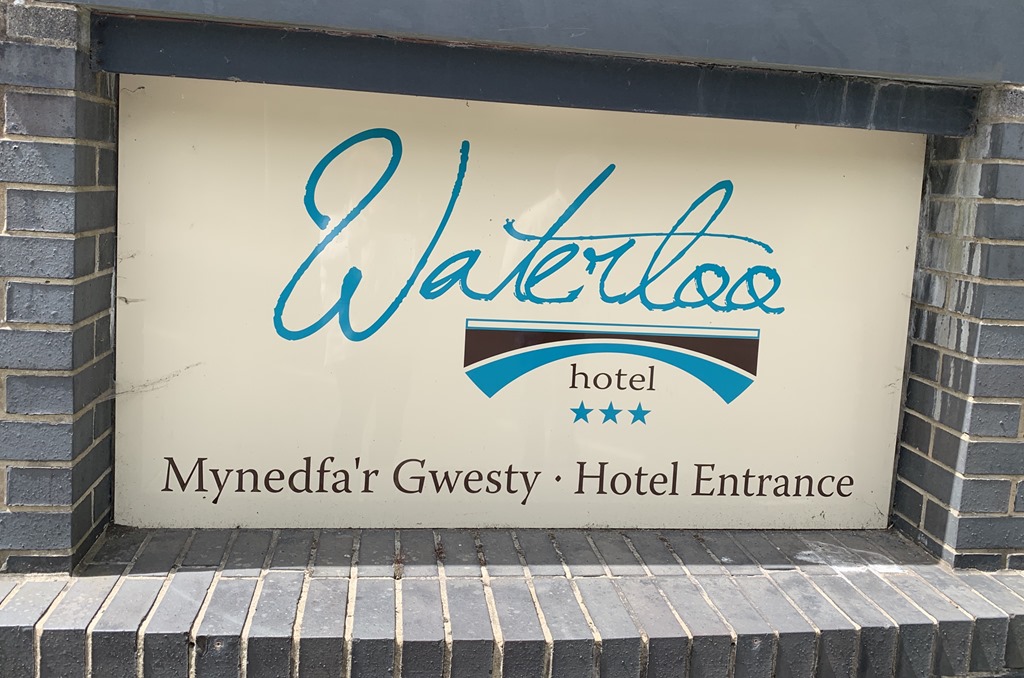 Waterloo
hotel
Mynedfa'r Gwesty · Hotel Entrance